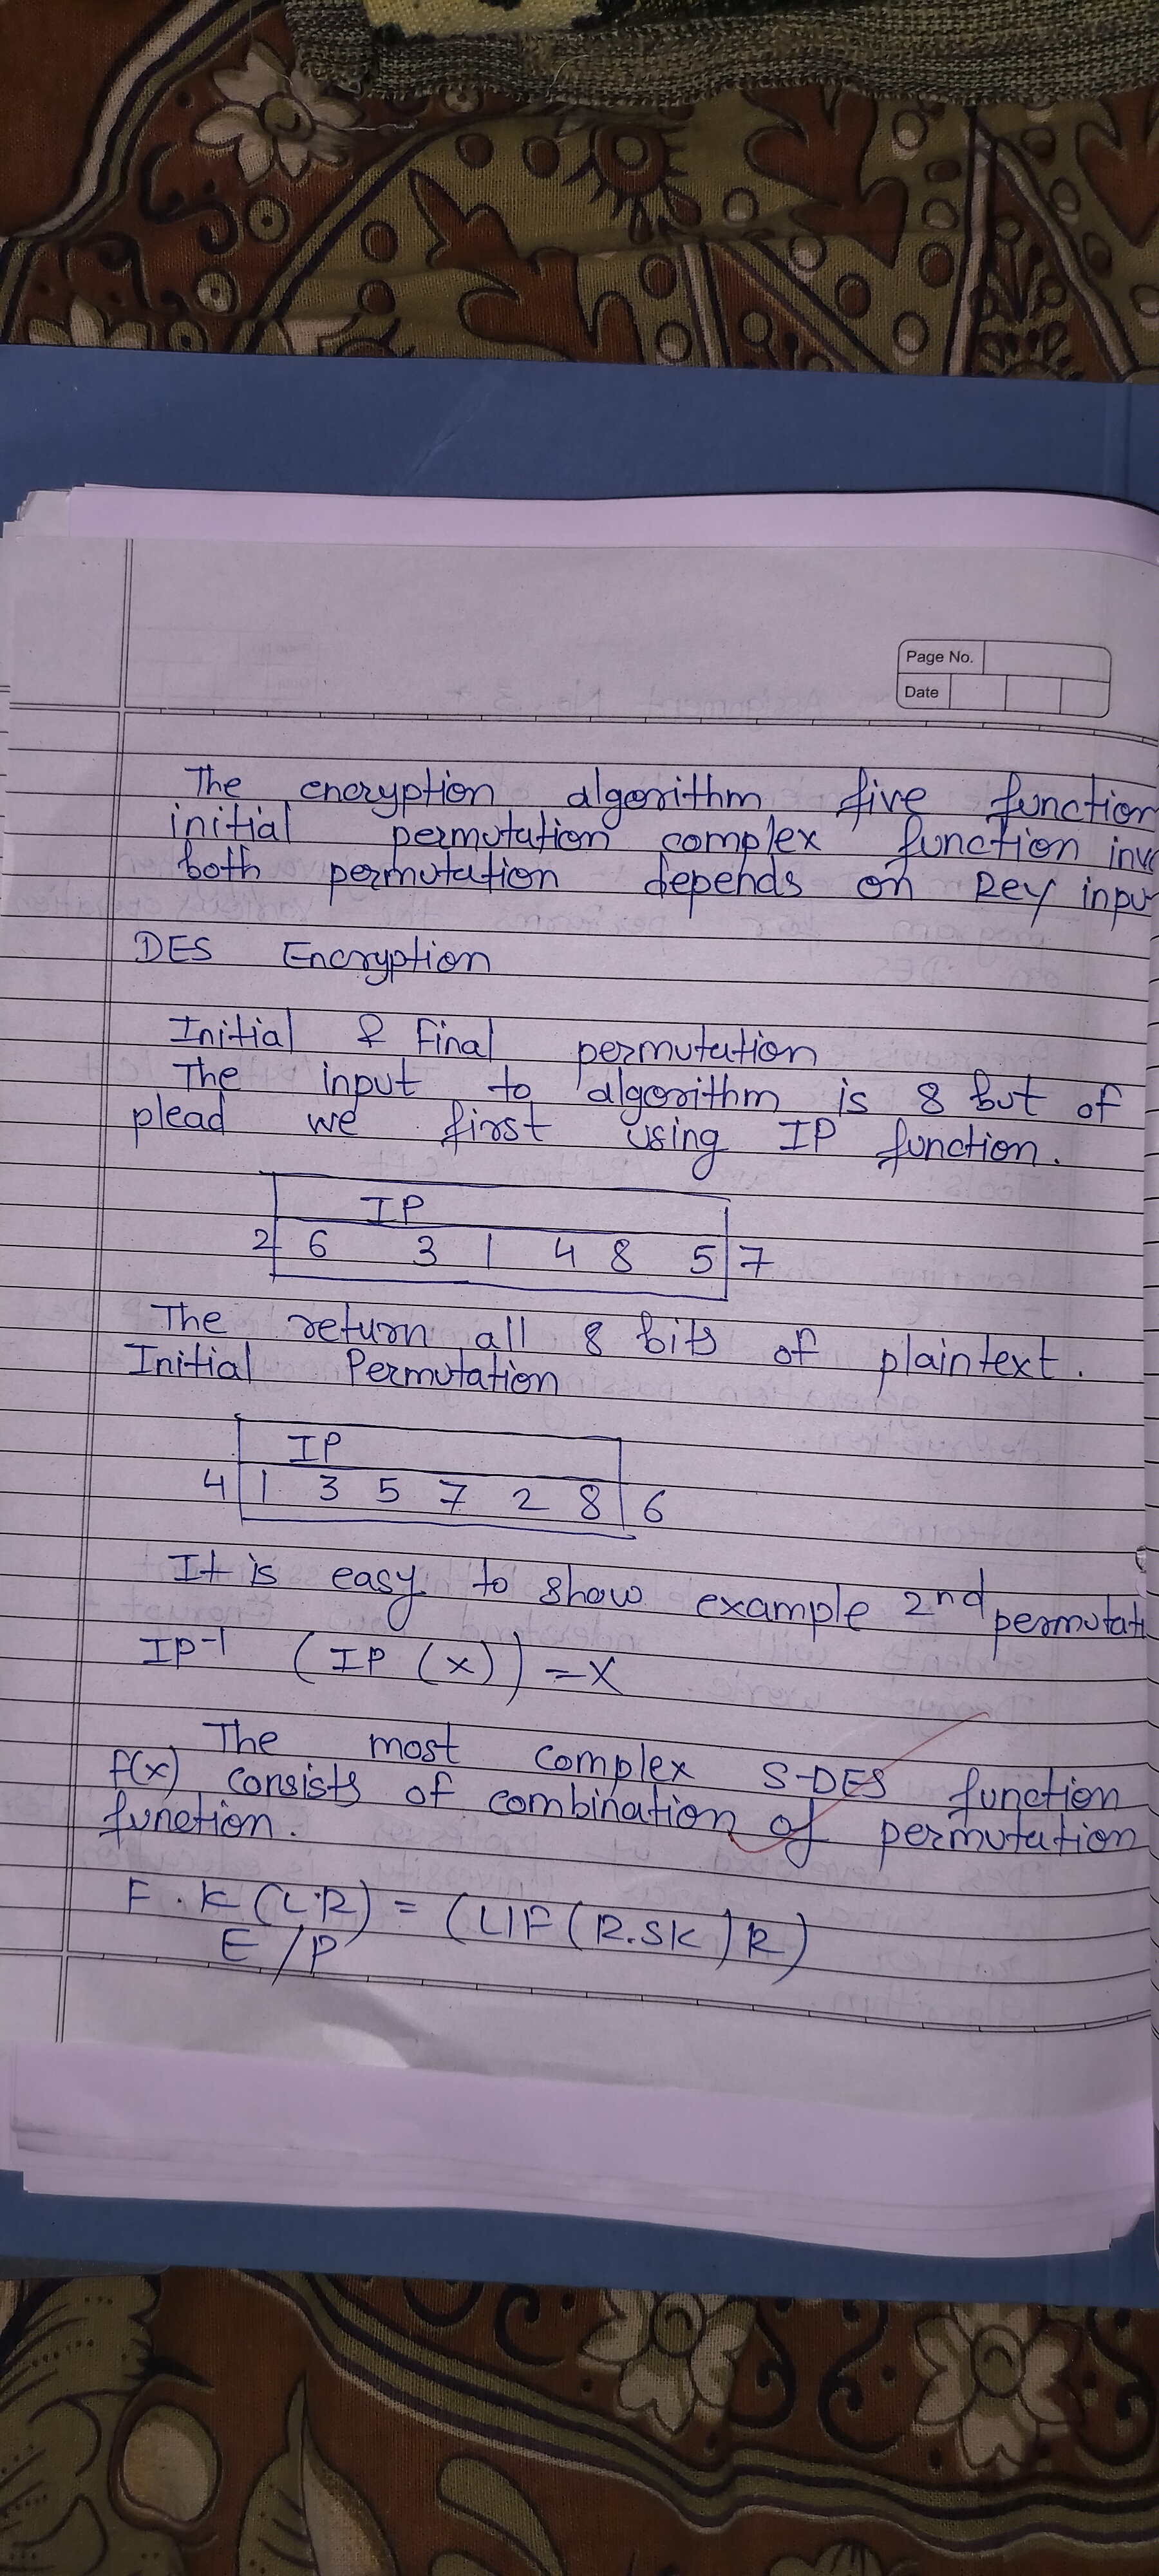 Page No.
Date
The encryption algorithm five function
initial permutation complex function inv
both permutation depends on key inpu
DES Encryption
Initial & Final permutation
The input to algorithm is 8 but of
plead we first using IP function.
IP
2 6 3 1 4 8 5 7
The return all 8 bits of plaintext.
Initial Permutation
IP
4 1 3 5 7 2 8 6
It is easy to show example 2nd permutati
IP-1 (IP (x)) = X
The most complex S-DES function
f(x) consists of combination of permutation
function.
F. K (L.R) = (LIF (R.SK) R)
E/P